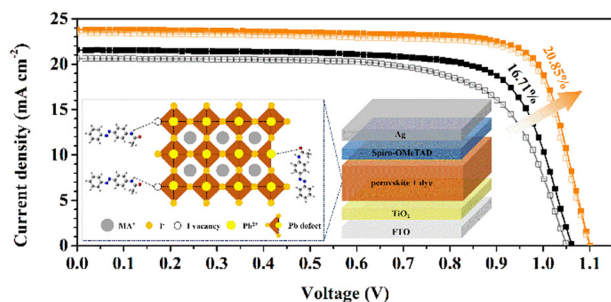 Current density (mA cm⁻²)
25
20
15
10
5
0
20.85%
16.71%
Ag
Spiro-OMeTAD
perovskite + dye
TiO₂
FTO
MA⁺
I⁻
I vacancy
Pb²⁺
Pb defect
0.0 0.1 0.2 0.3 0.4 0.5 0.6 0.7 0.8 0.9 1.0 1.1
Voltage (V)